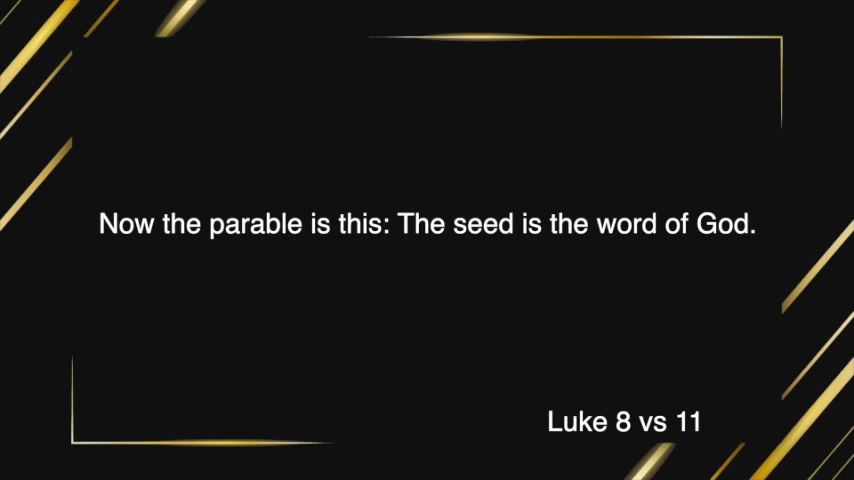 Now the parable is this: The seed is the word of God.
Luke 8 vs 11